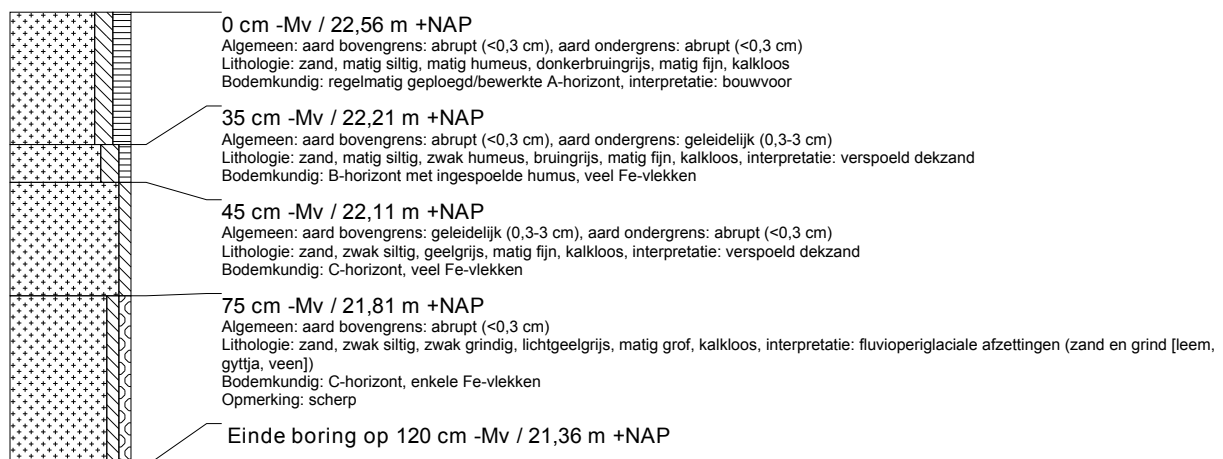 0 cm -Mv / 22,56 m +NAP
Algemeen: aard bovengrens: abrupt (<0,3 cm), aard ondergrens: abrupt (<0,3 cm)
Lithologie: zand, matig siltig, matig humeus, donkerbruingrijs, matig fijn, kalkloos
Bodemkundig: regelmatig geploegd/bewerkte A-horizont, interpretatie: bouwvoor
35 cm -Mv / 22,21 m +NAP
Algemeen: aard bovengrens: abrupt (<0,3 cm), aard ondergrens: geleidelijk (0,3-3 cm)
Lithologie: zand, matig siltig, zwak humeus, bruingrijs, matig fijn, kalkloos, interpretatie: verspoeld dekzand
Bodemkundig: B-horizont met ingespoelde humus, veel Fe-vlekken
45 cm -Mv / 22,11 m +NAP
Algemeen: aard bovengrens: geleidelijk (0,3-3 cm), aard ondergrens: abrupt (<0,3 cm)
Lithologie: zand, zwak siltig, geelgrijs, matig fijn, kalkloos, interpretatie: verspoeld dekzand
Bodemkundig: C-horizont, veel Fe-vlekken
75 cm -Mv / 21,81 m +NAP
Algemeen: aard bovengrens: abrupt (<0,3 cm)
Lithologie: zand, zwak siltig, zwak grindig, lichtgeelgrijs, matig grof, kalkloos, interpretatie: fluvioperiglaciale afzettingen (zand en grind [leem,
gyttja, veen])
Bodemkundig: C-horizont, enkele Fe-vlekken
Opmerking: scherp
Einde boring op 120 cm -Mv / 21,36 m +NAP